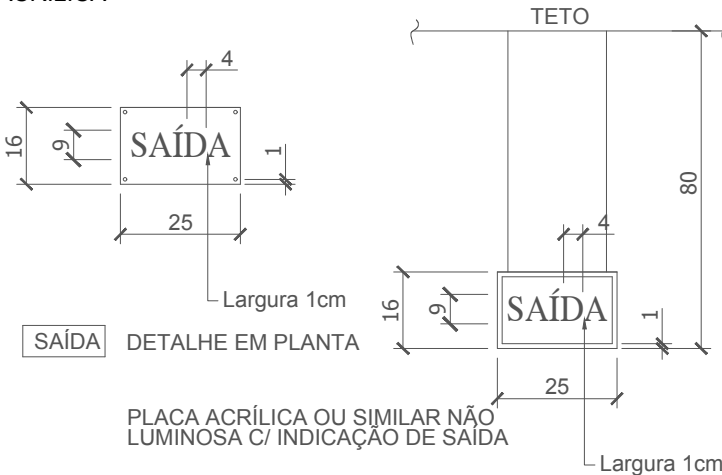 TETO
4
16
9
SAÍDA
1
25
Largura 1cm
SAÍDA DETALHE EM PLANTA
80
4
16
9
SAÍDA
1
25
Largura 1cm
PLACA ACRÍLICA OU SIMILAR NÃO
LUMINOSA C/ INDICAÇÃO DE SAÍDA